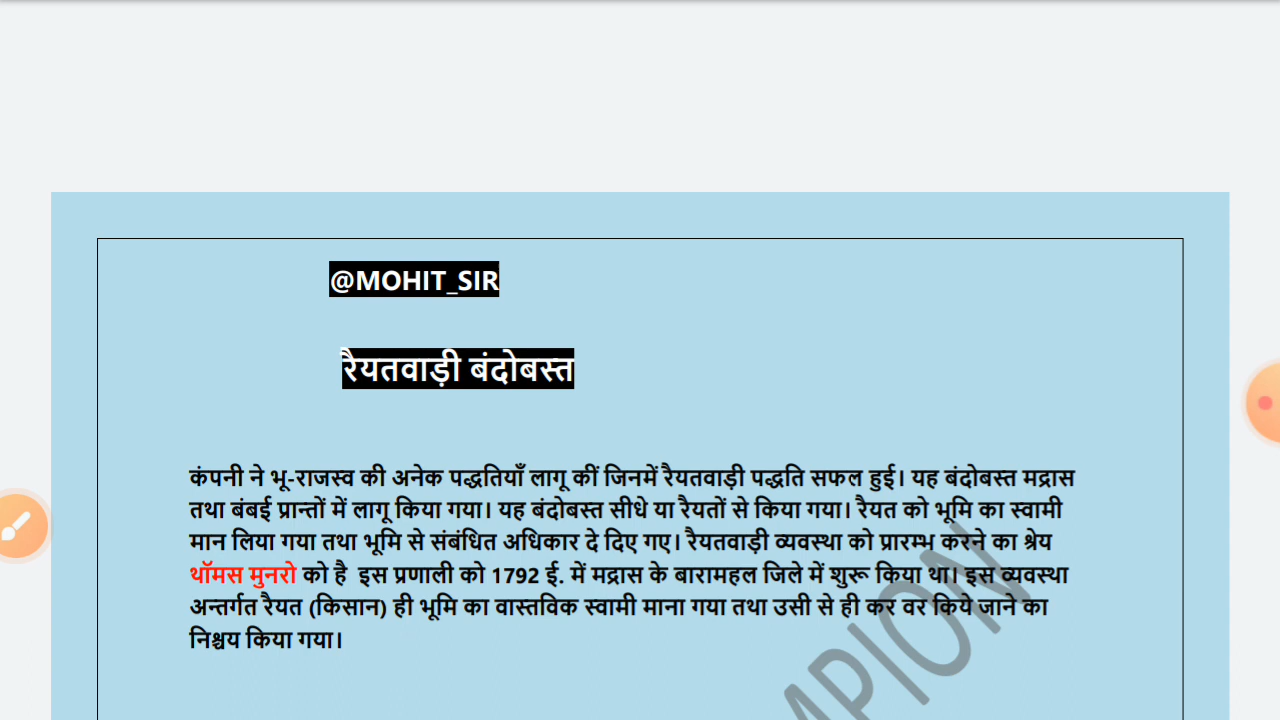 @MOHIT_SIR
रैयतवाड़ी बंदोबस्त
कंपनी ने भू-राजस्व की अनेक पद्धतियाँ लागू कीं जिनमें रैयतवाड़ी पद्धति सफल हुई। यह बंदोबस्त मद्रास
तथा बंबई प्रान्तों में लागू किया गया। यह बंदोबस्त सीधे या रैयतों से किया गया। रैयत को भूमि का स्वामी
मान लिया गया तथा भूमि से संबंधित अधिकार दे दिए गए। रैयतवाड़ी व्यवस्था को प्रारम्भ करने का श्रेय
थॉमस मुनरो को है इस प्रणाली को 1792 ई. में मद्रास के बारामहल जिले में शुरू किया था। इस व्यवस्था
अन्तर्गत रैयत (किसान) ही भूमि का वास्तविक स्वामी माना गया तथा उसी से ही कर वर किये जाने का
निश्चय किया गया।
MPION